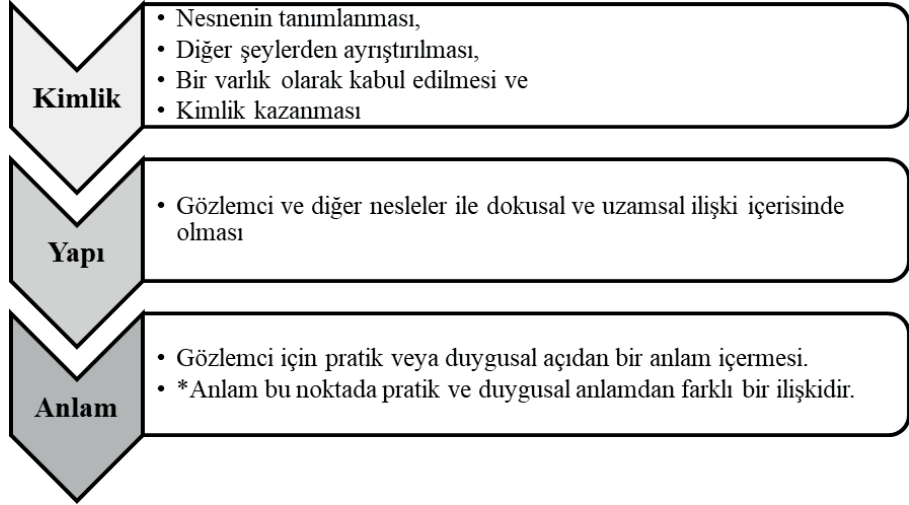 Kimlik
• Nesnenin tanımlanması,
• Diğer şeylerden ayrıştırılması,
• Bir varlık olarak kabul edilmesi ve
• Kimlik kazanması
Yapı
• Gözlemci ve diğer nesleler ile dokusal ve uzamsal ilişki içerisinde
olması
Anlam
• Gözlemci için pratik veya duygusal açıdan bir anlam içermesi.
• *Anlam bu noktada pratik ve duygusal anlamdan farklı bir ilişkidir.